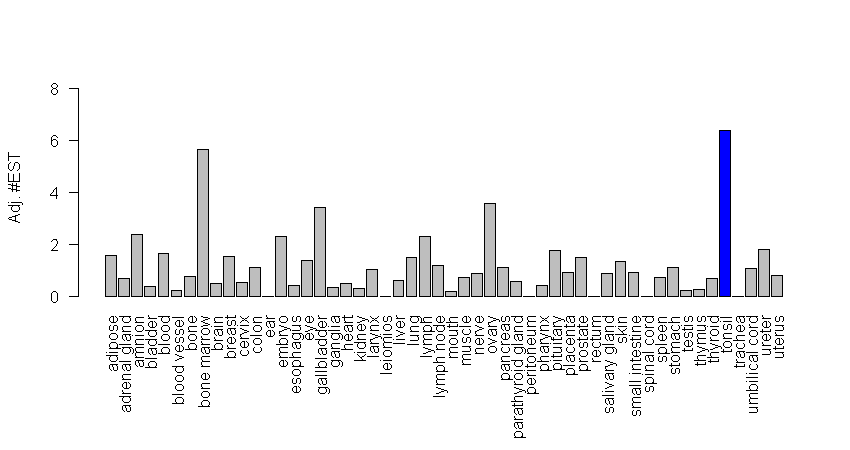 Adj. #EST
8
6
4
2
0
adipose
adrenal gland
amnion
bladder
blood
blood vessel
bone
bone marrow
brain
breast
cervix
colon
ear
embryo
esophagus
eye
gallbladder
ganglia
heart
kidney
larynx
leiomios
liver
lung
lymph
lymph node
mouth
muscle
nerve
ovary
pancreas
parathyroid gland
peritoneum
pharynx
pituitary
placenta
prostate
rectum
salivary gland
skin
small intestine
spinal cord
spleen
stomach
testis
thymus
thyroid
tonsil
trachea
umbilical cord
ureter
uterus